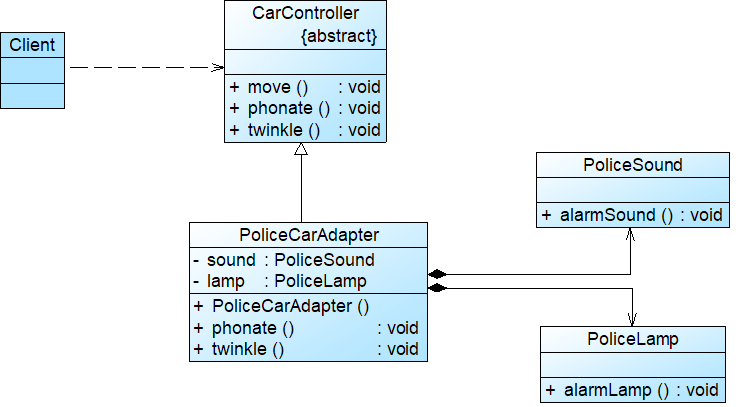 CarController
{abstract}
Client
+ move () : void
+ phonate () : void
+ twinkle () : void
PoliceSound
+ alarmSound () : void
PoliceCarAdapter
- sound : PoliceSound
- lamp : PoliceLamp
+ PoliceCarAdapter ()
+ phonate () : void
+ twinkle () : void
PoliceLamp
+ alarmLamp () : void